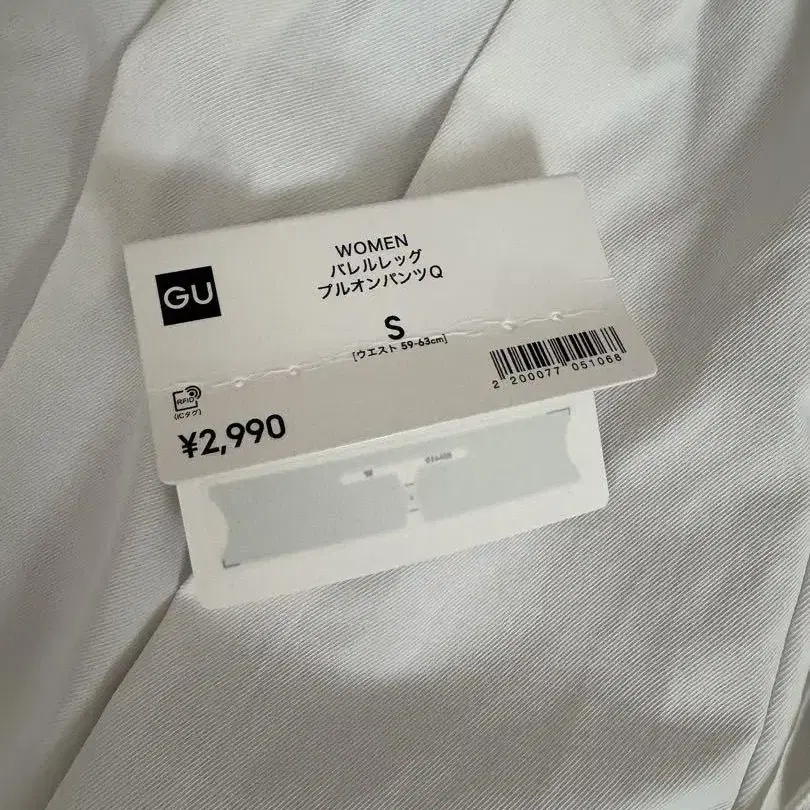 WOMEN
バレルレッグ
プルオンパンツQ
GU
S
[ウエスト 59-63cm]
2 200077 051068
RFID
(ICタグ)
¥2,990